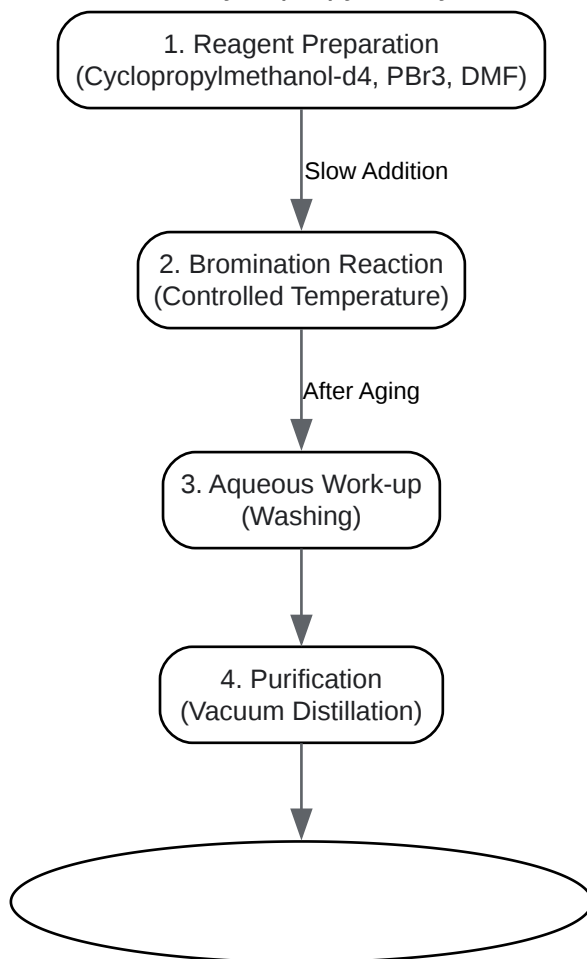 1. Reagent Preparation
(Cyclopropylmethanol-d4, PBr3, DMF)
Slow Addition
2. Bromination Reaction
(Controlled Temperature)
After Aging
3. Aqueous Work-up
(Washing)
4. Purification
(Vacuum Distillation)